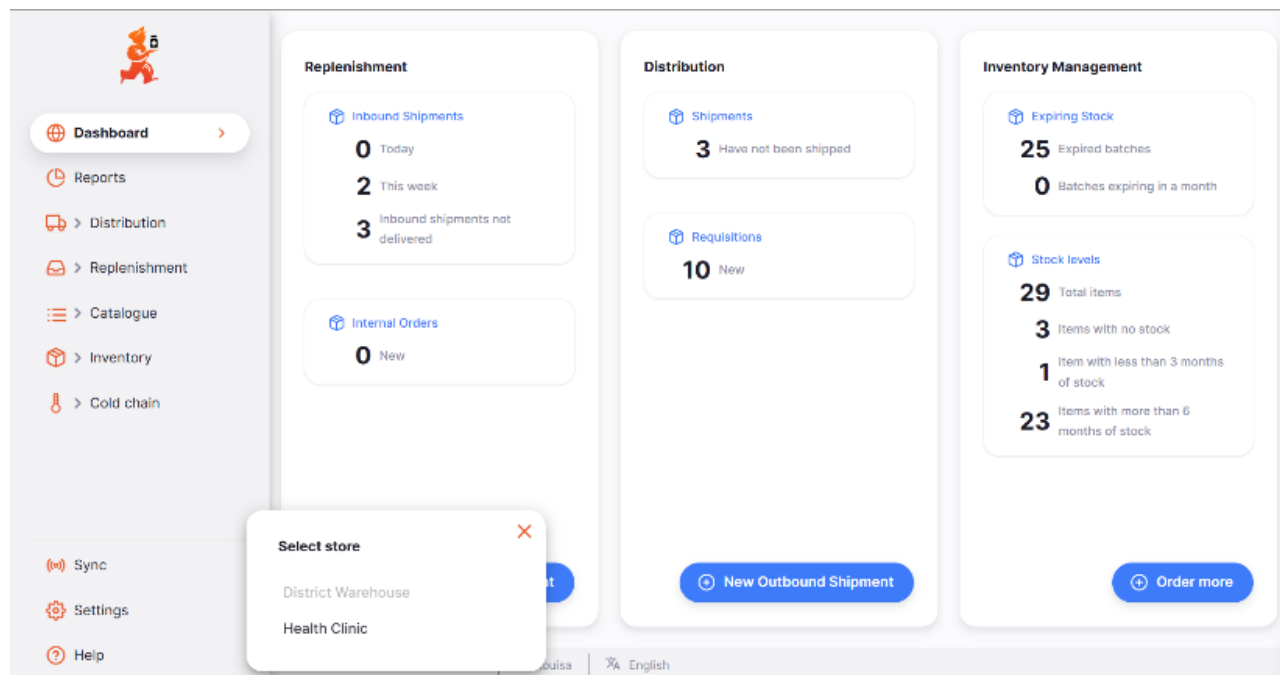 Dashboard
Reports
Distribution
Replenishment
Catalogue
Inventory
Cold chain
Sync
Settings
Help
Replenishment
Inbound Shipments
0 Today
2 This week
3 Inbound shipments not
delivered
Internal Orders
0 New
Distribution
Shipments
3 Have not been shipped
Requisitions
10 New
New Outbound Shipment
Inventory Management
Expiring Stock
25 Expired batches
0 Batches expiring in a month
Stock levels
29 Total items
3 Items with no stock
1 Item with less than 3 months
of stock
23 Items with more than 6
months of stock
Order more
Select store
District Warehouse
Health Clinic
English